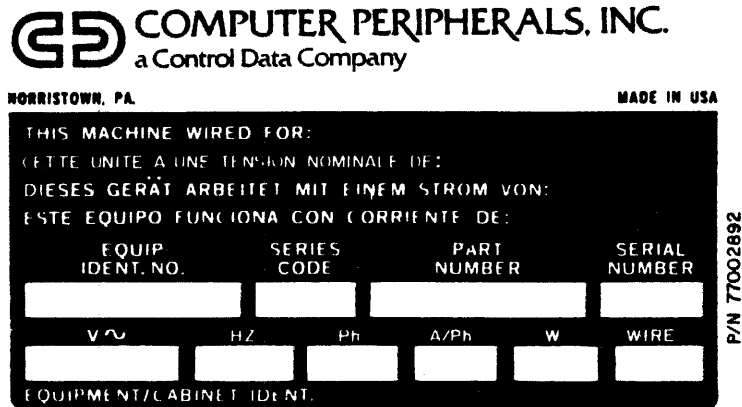 COMPUTER PERIPHERALS, INC.
a Control Data Company
NORRISTOWN, PA. MADE IN USA
THIS MACHINE WIRED FOR:
CETTE UNITE A UNE TENSION NOMINALE DE:
DIESES GERÄT ARBEITET MIT EINEM STROM VON:
ESTE EQUIPO FUNCIONA CON CORRIENTE DE:
EQUIP. SERIES PART SERIAL
IDENT. NO. CODE NUMBER NUMBER
V∿ HZ Ph A/Ph W WIRE
EQUIPMENT/CABINET IDENT.
P/N 77002892